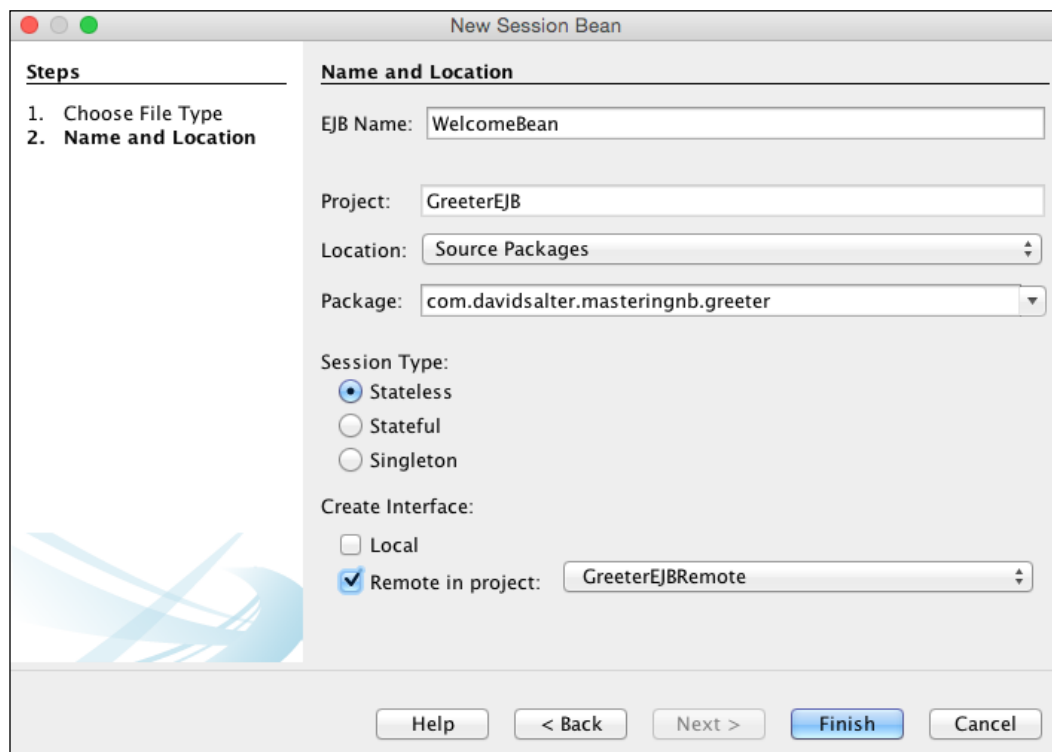 New Session Bean
Steps
1. Choose File Type
2. Name and Location
Name and Location
EJB Name: WelcomeBean
Project: GreeterEJB
Location: Source Packages
Package: com.davidsalter.masteringnb.greeter
Session Type:
Stateless
Stateful
Singleton
Create Interface:
Local
Remote in project: GreeterEJBRemote
Help < Back Next > Finish Cancel